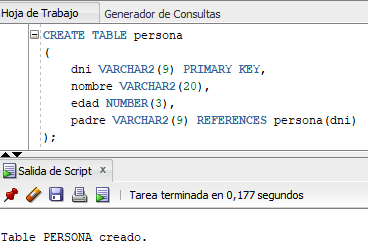 Hoja de Trabajo Generador de Consultas
CREATE TABLE persona
(
dni VARCHAR2(9) PRIMARY KEY,
nombre VARCHAR2(20),
edad NUMBER(3),
padre VARCHAR2(9) REFERENCES persona(dni)
);
Salida de Script x
Tarea terminada en 0,177 segundos
Table PERSONA creado.